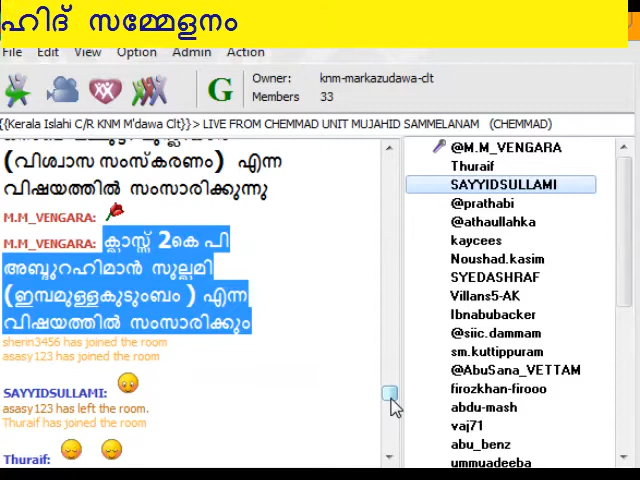 ഹിദ് സമ്മേളനം
File Edit View Option Admin Action
G
Owner: knm-markazudawa-clt
Members 33
{{Kerala Islahi C/R KNM M'dawa Clt}> LIVE FROM CHEMMAD UNIT MUJAHID SAMMELANAM (CHEMMAD)
(വിശ്വാസ സംസ്കരണം) എന്ന
വിഷയത്തിൽ സംസാരിക്കുന്നു
M.M_VENGARA:
M.M_VENGARA: ക്ലാസ്സ് 2കെ പി
അബ്ദുറഹിമാൻ സുല്ലമി
(ഇമ്പമുള്ളകുടുംബം ) എന്ന
വിഷയത്തിൽ സംസാരിക്കും
sherin3456 has joined the room
asasy123 has joined the room
SAYYIDSULLAMI:
asasy123 has left the room.
Thuraif has joined the room
Thuraif:
@M.M_VENGARA
Thuraif
SAYYIDSULLAMI
@prathabi
@athaullahka
kaycees
Noushad.kasim
SYEDASHRAF
Villans5-AK
Ibnabubacker
@siic.dammam
sm.kuttippuram
@AbuSana_VETTAM
firozkhan-firooo
abdu-mash
vaj71
abu_benz
ummuadeeba